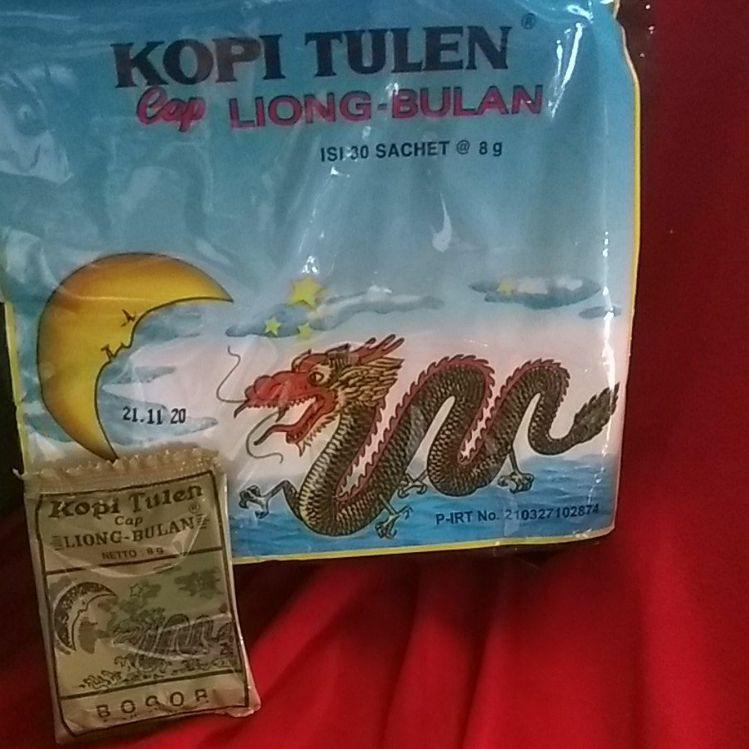 KOPI TULEN ®
Cap LIONG-BULAN
ISI 30 SACHET @ 8 g
21.11 20
P-IRT No. 210327102874
Kopi Tulen
Cap ®
LIONG-BULAN
NETTO : 8 g
BOGOR